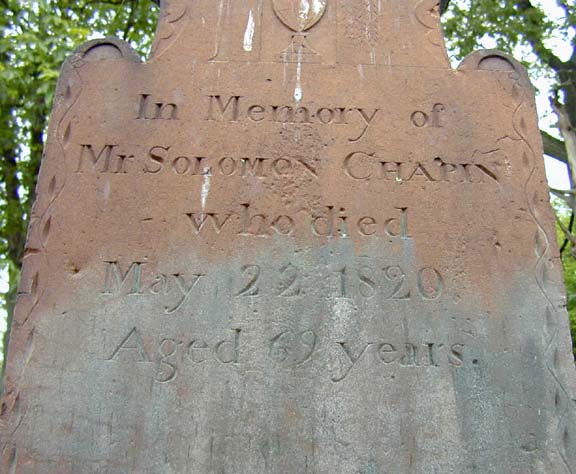 In Memory of
Mr SOLOMON CHAPIN
who died
May 22 1820.
Aged 69 years.